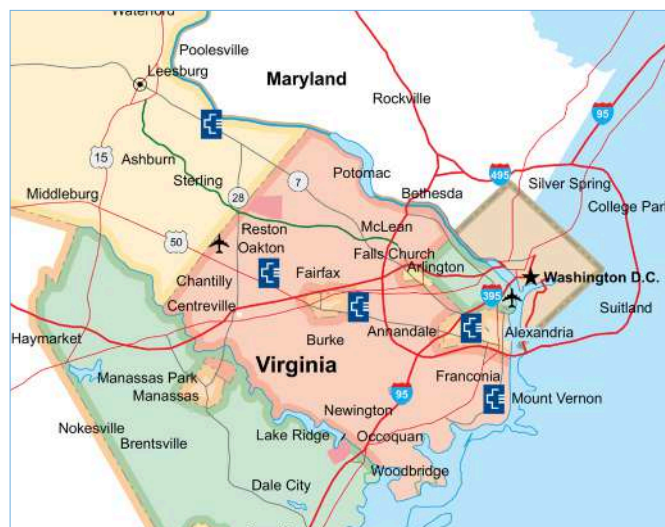 Waterford
Poolesville
Leesburg
Maryland
Rockville
95
15
Ashburn
495
Sterling
28
7
Potomac
Silver Spring
Middleburg
Bethesda
College Park
50
Reston
McLean
Oakton
Falls Church
Arlington
Washington D.C.
Chantilly
Fairfax
395
Centreville
Suitland
Haymarket
Burke
Annandale
Alexandria
Virginia
Manassas Park
Franconia
Manassas
95
Mount Vernon
Nokesville
Newington
Brentsville
Lake Ridge
Occoquan
Woodbridge
Dale City